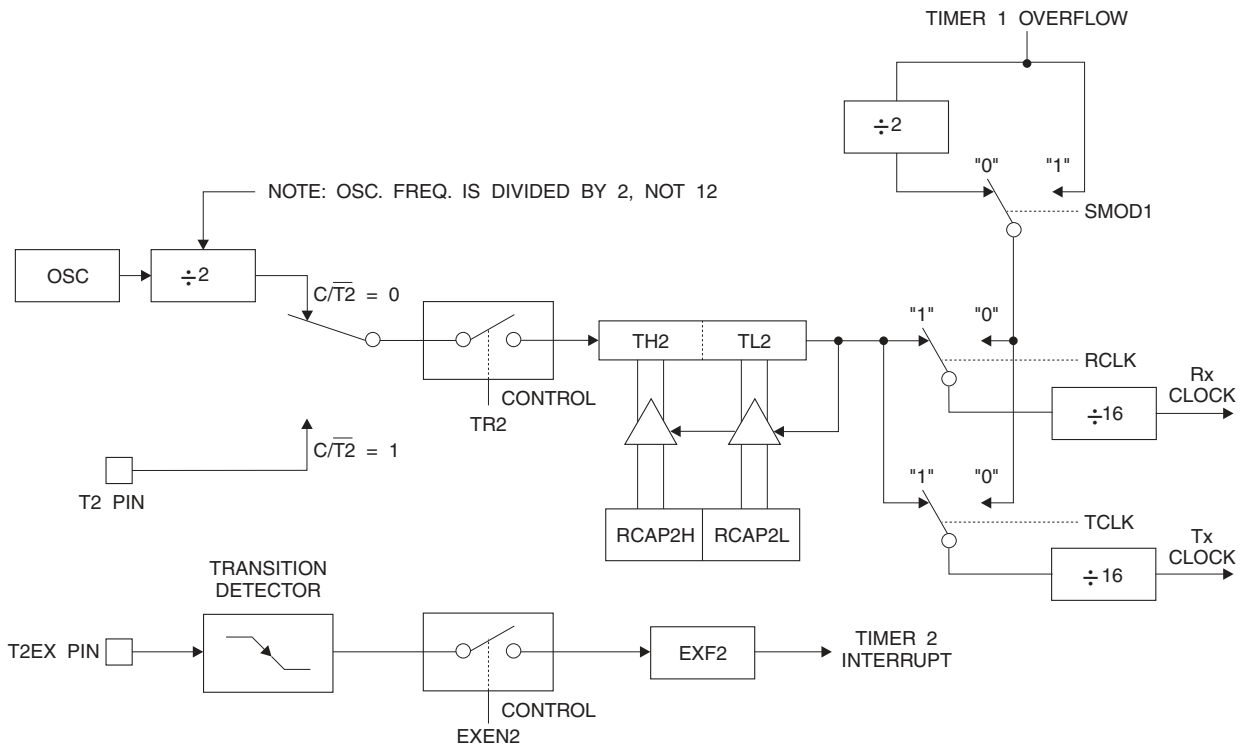 TIMER 1 OVERFLOW
÷2
"0" "1"
NOTE: OSC. FREQ. IS DIVIDED BY 2, NOT 12
SMOD1
OSC
÷2
C/T2̅ = 0
"1" "0"
TH2 TL2
RCLK
CONTROL
TR2
Rx
CLOCK
÷16
C/T2̅ = 1
T2 PIN
"1" "0"
RCAP2H RCAP2L
TCLK
Tx
CLOCK
÷16
TRANSITION
DETECTOR
T2EX PIN
EXF2
TIMER 2
INTERRUPT
CONTROL
EXEN2